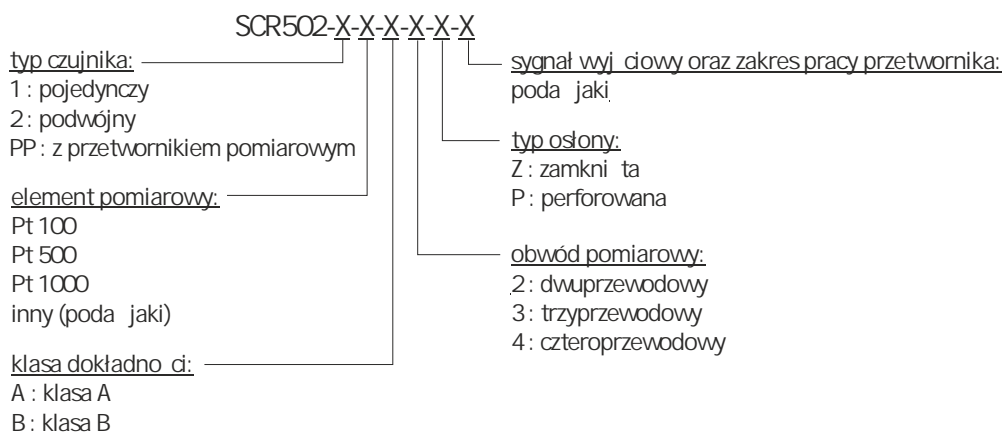 SCR502-X-X-X-X-X-X
typ czujnika:
1 : pojedynczy
2 : podwójny
PP : z przetwornikiem pomiarowym
element pomiarowy:
Pt 100
Pt 500
Pt 1000
inny (poda jaki)
klasa dokładno ci:
A : klasa A
B : klasa B
sygnał wyj ciowy oraz zakres pracy przetwornika:
poda jaki
typ osłony:
Z : zamkni ta
P : perforowana
obwód pomiarowy:
2 : dwuprzewodowy
3 : trzyprzewodowy
4 : czteroprzewodowy